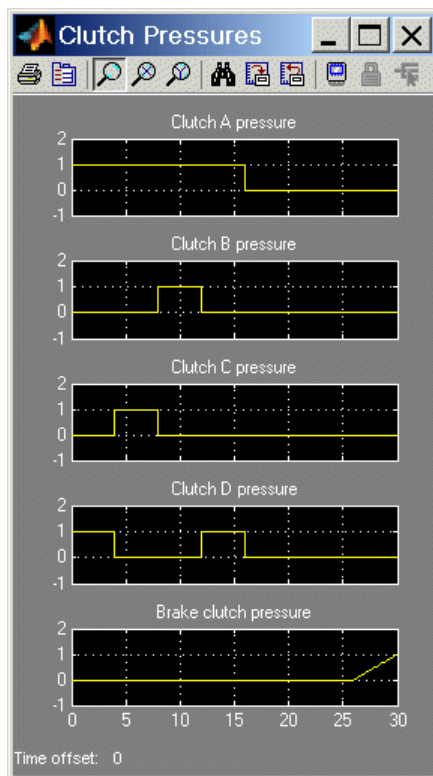 Clutch Pressures
Clutch A pressure
2
1
0
-1
Clutch B pressure
2
1
0
-1
Clutch C pressure
2
1
0
-1
Clutch D pressure
2
1
0
-1
Brake clutch pressure
2
1
0
-1
0 5 10 15 20 25 30
Time offset: 0